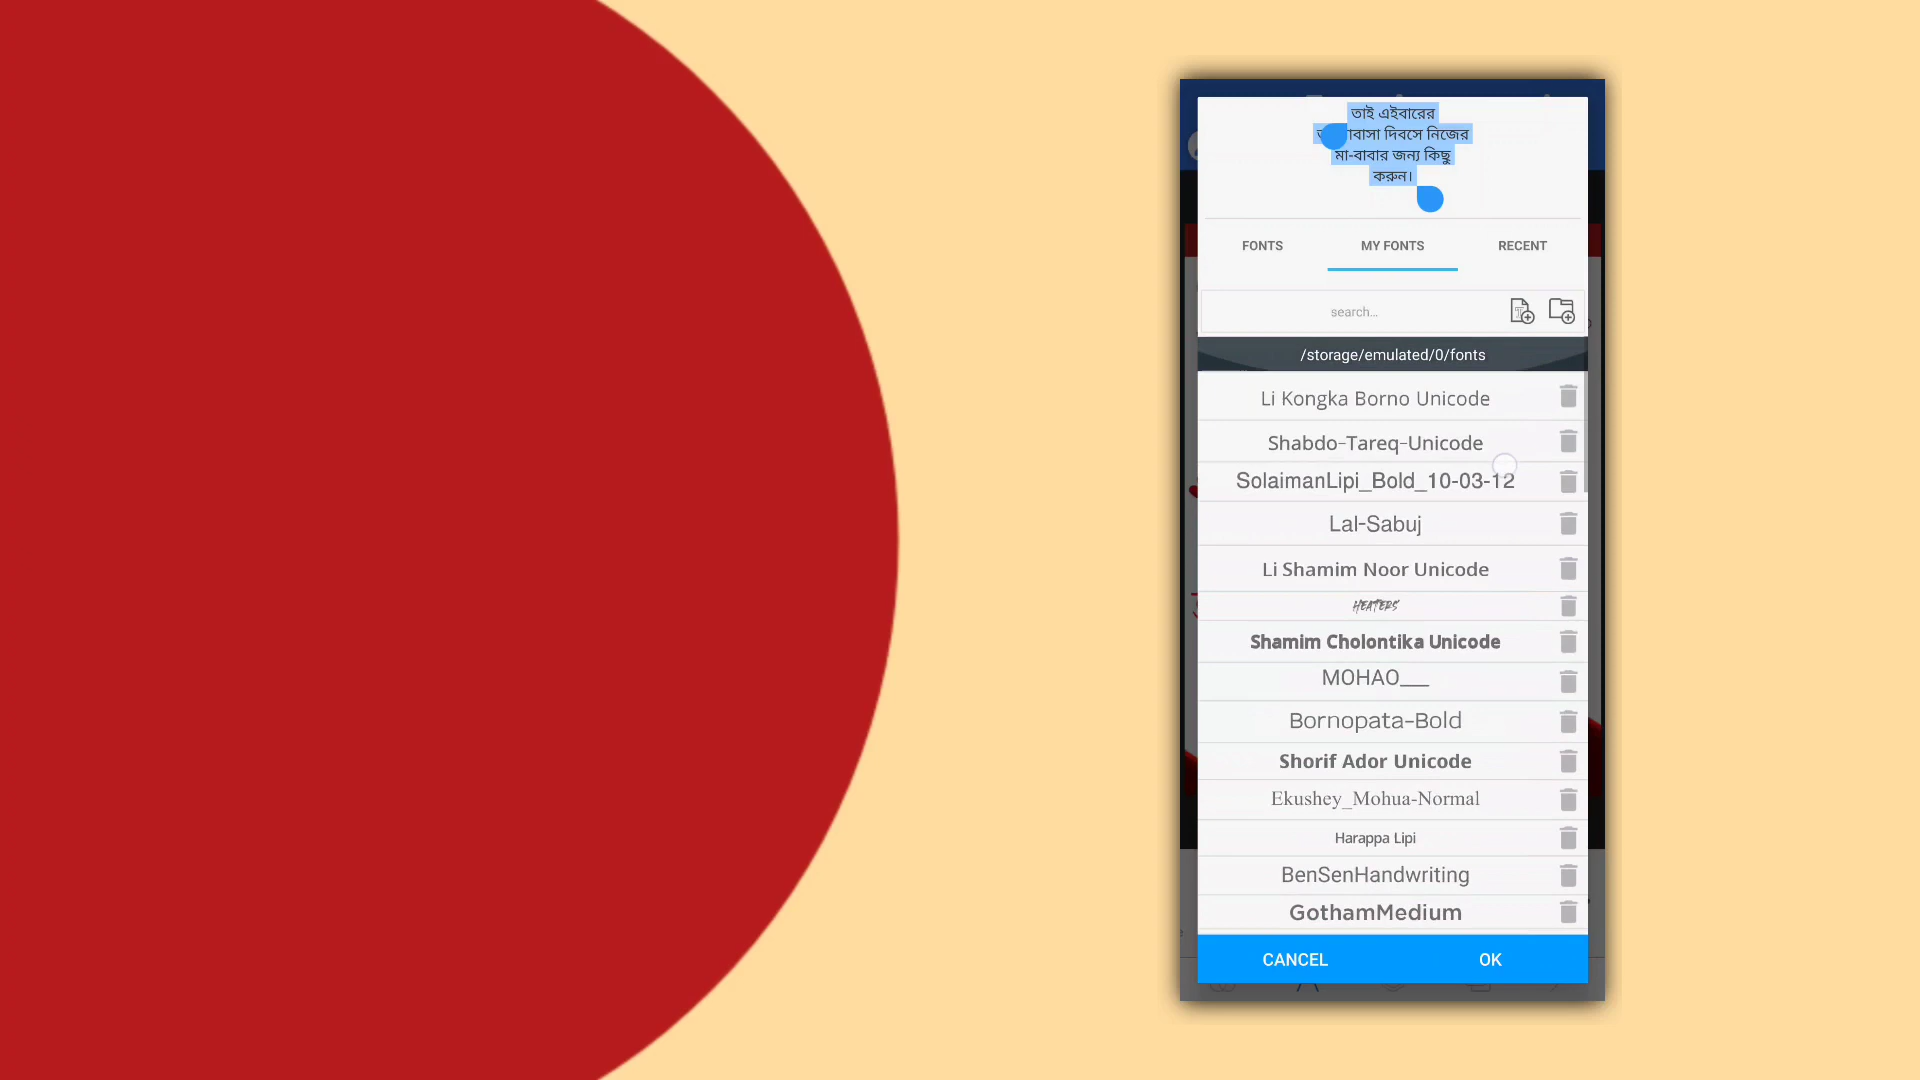 তাই এইবারের
দিবসে নিজের
মা-বাবার জন্য কিছু
করুন।
FONTS
MY FONTS
RECENT
search...
/storage/emulated/0/fonts
Li Kongka Borno Unicode
Shabdo-Tareq-Unicode
SolaimanLipi_Bold_10-03-12
Lal-Sabuj
Li Shamim Noor Unicode
HEATERS
Shamim Cholontika Unicode
MOHAO___
Bornopata-Bold
Shorif Ador Unicode
Ekushey_Mohua-Normal
Harappa Lipi
BenSenHandwriting
GothamMedium
CANCEL
OK